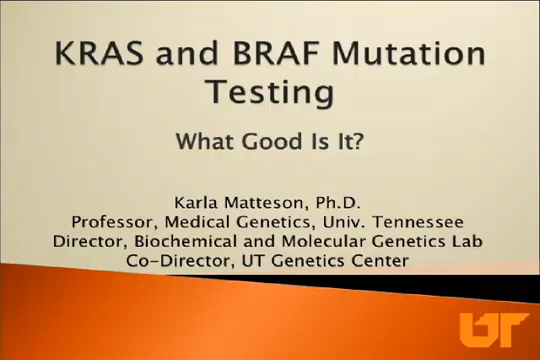 KRAS and BRAF Mutation
Testing
What Good Is It?
Karla Matteson, Ph.D.
Professor, Medical Genetics, Univ. Tennessee
Director, Biochemical and Molecular Genetics Lab
Co-Director, UT Genetics Center
UT